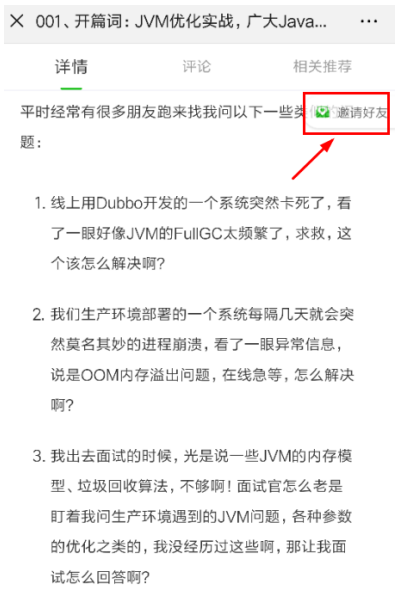 001、开篇词：JVM优化实战，广大Java...
详情 评论 相关推荐
平时经常有很多朋友跑来找我问以下一些类
邀请好友
题：
1. 线上用Dubbo开发的一个系统突然卡死了，看
了一眼好像JVM的FullGC太频繁了，求救，这
个该怎么解决啊？
2. 我们生产环境部署的一个系统每隔几天就会突
然莫名其妙的进程崩溃，看了一眼异常信息，
说是OOM内存溢出问题，在线急等，怎么解决
啊？
3. 我出去面试的时候，光是说一些JVM的内存模
型、垃圾回收算法，不够啊！面试官怎么老是
盯着我问生产环境遇到的JVM问题，各种参数
的优化之类的，我没经历过这些啊，那让我面
试怎么回答啊？